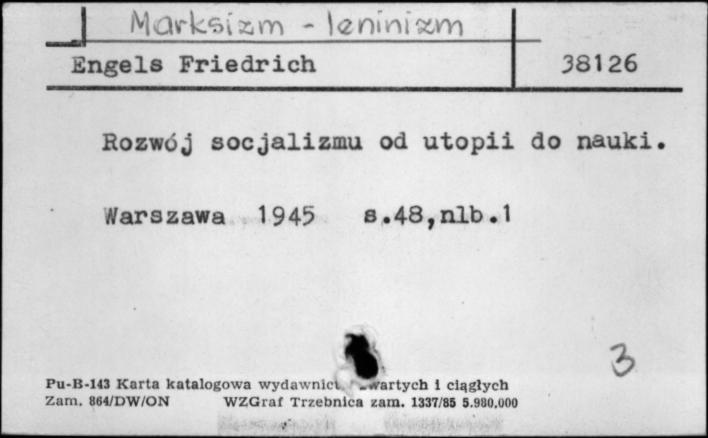 Marksizm - leninizm
Engels Friedrich 38126
Rozwój socjalizmu od utopii do nauki.
Warszawa 1945 s.48,nlb.1
3
Pu-B-143 Karta katalogowa wydawnict zwartych i ciągłych
Zam. 864/DW/ON WZGraf Trzebnica zam. 1337/85 5.980.000